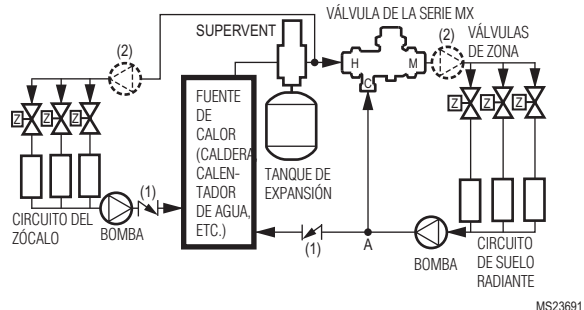 VÁLVULA DE LA SERIE MX
SUPERVENT
(2)
(2)
VÁLVULAS
DE ZONA
H
M
C
Z
Z
Z
Z
Z
Z
FUENTE
DE
CALOR
(CALDERA,
CALEN-
TADOR
DE AGUA,
ETC.)
TANQUE DE
EXPANSIÓN
CIRCUITO DEL
ZÓCALO
BOMBA
(1)
(1)
A
BOMBA
CIRCUITO
DE SUELO
RADIANTE
MS23691